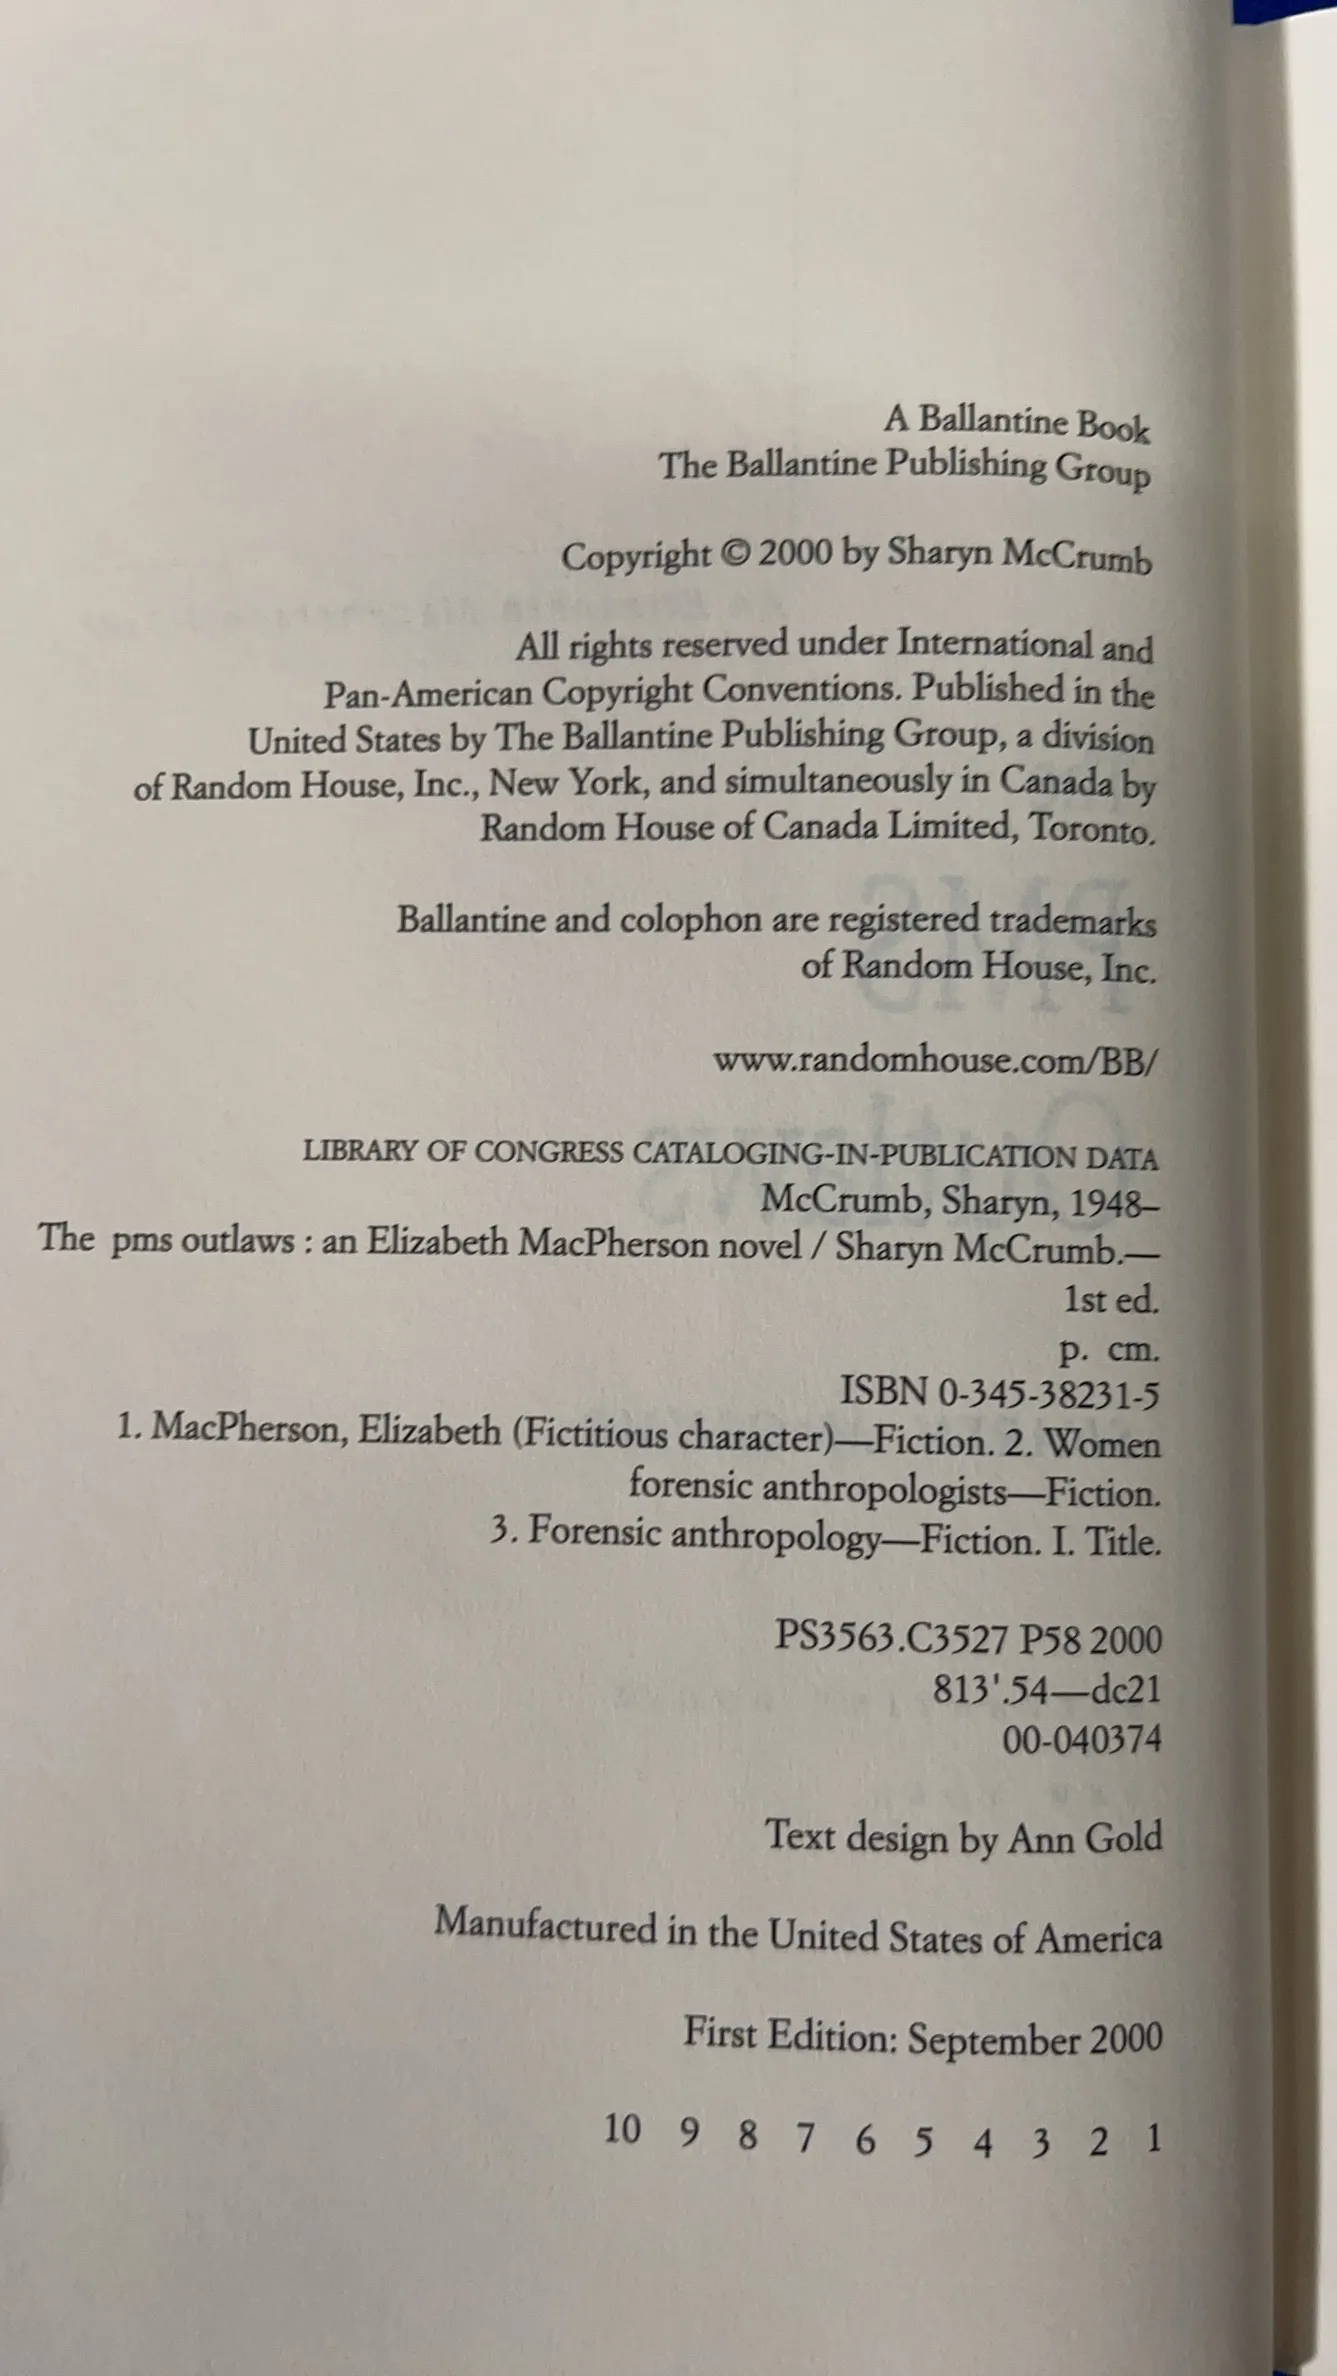 A Ballantine Book
The Ballantine Publishing Group
Copyright © 2000 by Sharyn McCrumb
All rights reserved under International and
Pan-American Copyright Conventions. Published in the
United States by The Ballantine Publishing Group, a division
of Random House, Inc., New York, and simultaneously in Canada by
Random House of Canada Limited, Toronto.
Ballantine and colophon are registered trademarks
of Random House, Inc.
www.randomhouse.com/BB/
LIBRARY OF CONGRESS CATALOGING-IN-PUBLICATION DATA
McCrumb, Sharyn, 1948–
The pms outlaws : an Elizabeth MacPherson novel / Sharyn McCrumb.—
1st ed.
p. cm.
ISBN 0-345-38231-5
1. MacPherson, Elizabeth (Fictitious character)—Fiction. 2. Women
forensic anthropologists—Fiction.
3. Forensic anthropology—Fiction. I. Title.
PS3563.C3527 P58 2000
813'.54—dc21
00-040374
Text design by Ann Gold
Manufactured in the United States of America
First Edition: September 2000
10 9 8 7 6 5 4 3 2 1